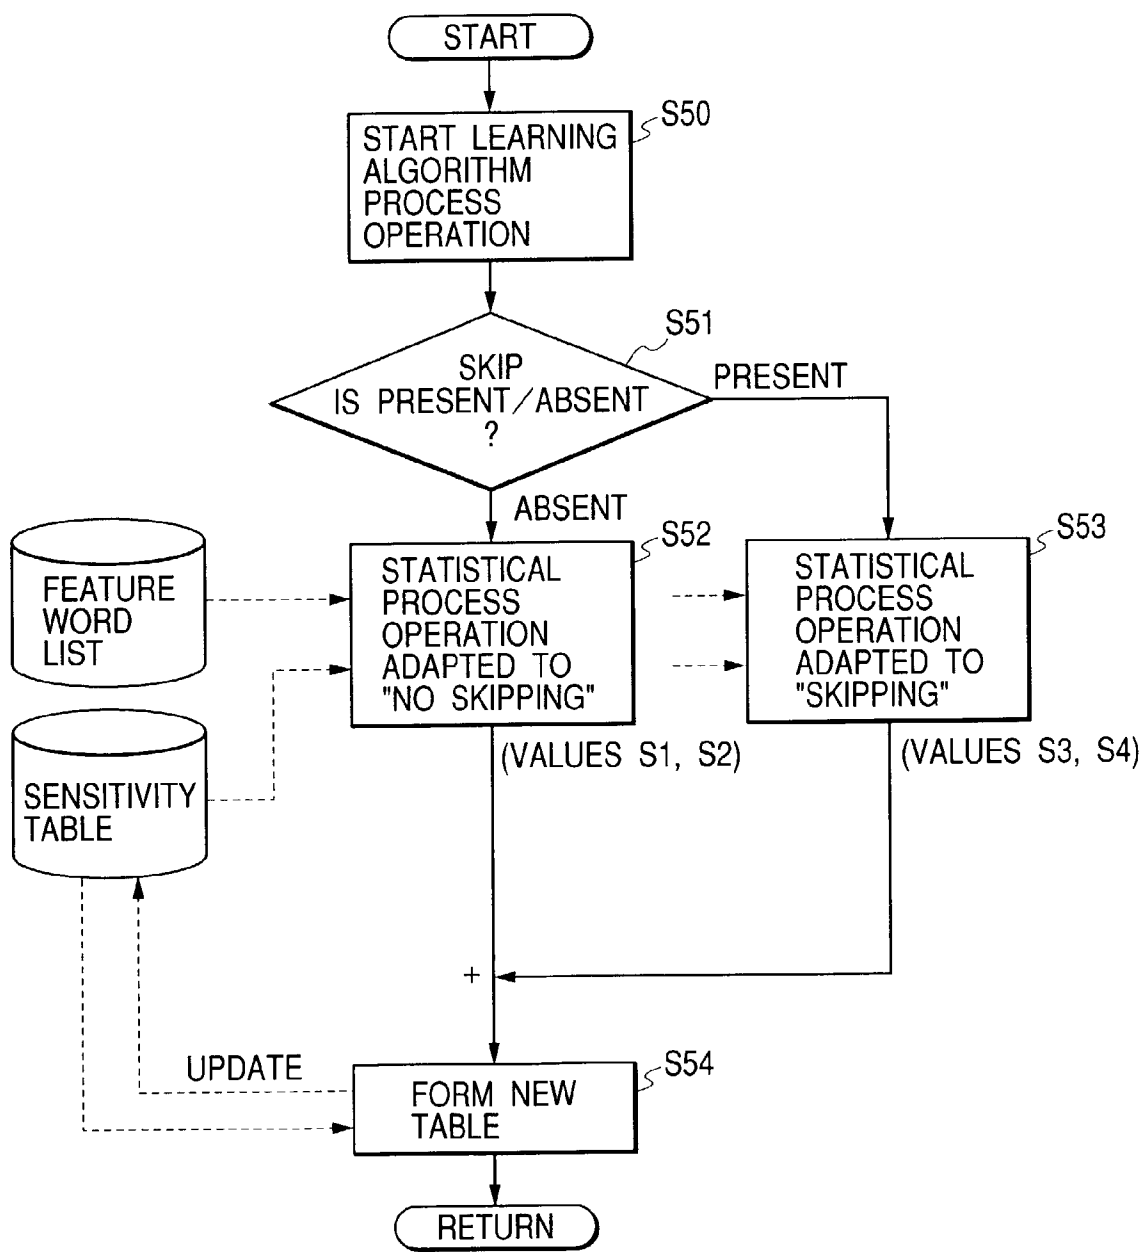 START
S50
START LEARNING
ALGORITHM
PROCESS
OPERATION
S51
SKIP
IS PRESENT/ABSENT
?
PRESENT
ABSENT
S52
S53
FEATURE
WORD
LIST
STATISTICAL
PROCESS
OPERATION
ADAPTED TO
"NO SKIPPING"
STATISTICAL
PROCESS
OPERATION
ADAPTED TO
"SKIPPING"
(VALUES S1, S2)
(VALUES S3, S4)
SENSITIVITY
TABLE
+
UPDATE
S54
FORM NEW
TABLE
RETURN